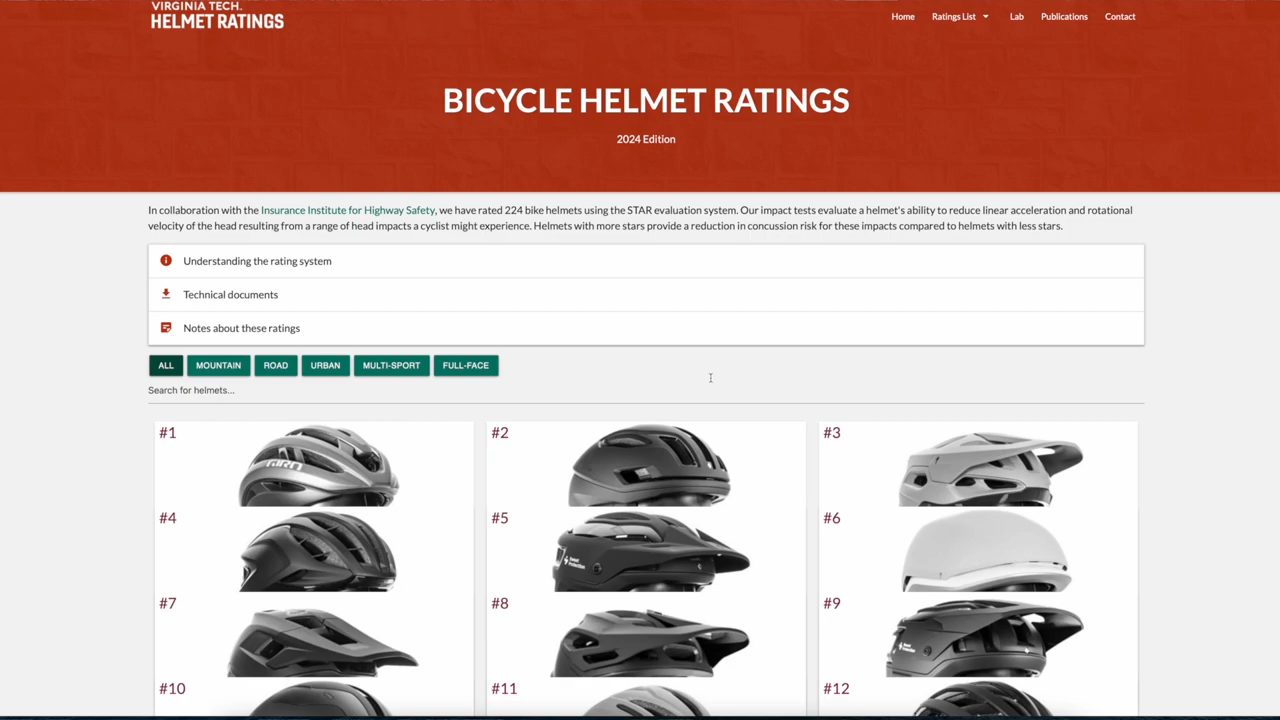 VIRGINIA TECH.
HELMET RATINGS
Home
Ratings List
Lab
Publications
Contact
BICYCLE HELMET RATINGS
2024 Edition
In collaboration with the Insurance Institute for Highway Safety, we have rated 224 bike helmets using the STAR evaluation system. Our impact tests evaluate a helmet's ability to reduce linear acceleration and rotational
velocity of the head resulting from a range of head impacts a cyclist might experience. Helmets with more stars provide a reduction in concussion risk for these impacts compared to helmets with less stars.
Understanding the rating system
Technical documents
Notes about these ratings
ALL
MOUNTAIN
ROAD
URBAN
MULTI-SPORT
FULL-FACE
Search for helmets...
#1
GIRO
#2
#3
#4
#5
#6
#7
#8
#9
#10
#11
#12